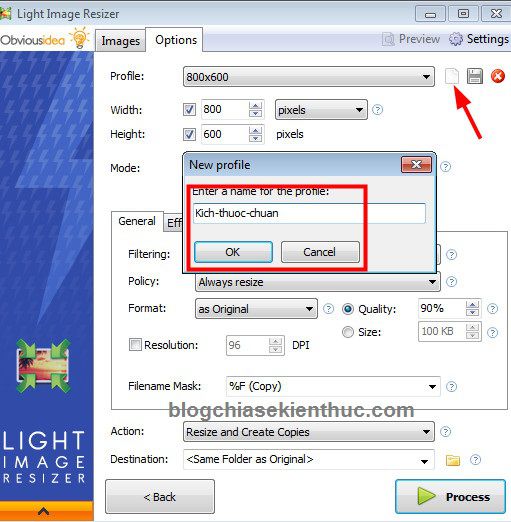 Light Image Resizer
Obviousidea
Images Options Preview Settings
Profile: 800x600
Width: 800 pixels
Height: 600 pixels
Mode:
New profile
Enter a name for the profile:
Kich-thuoc-chuan
OK Cancel
General Eff
Filtering:
Policy: Always resize
Format: as Original Quality: 90%
Size: 100 KB
Resolution: 96 DPI
Filename Mask: %F (Copy)
blogchiasekienthuc.com
Action: Resize and Create Copies
Destination: <Same Folder as Original>
LIGHT
IMAGE
RESIZER
< Back Process